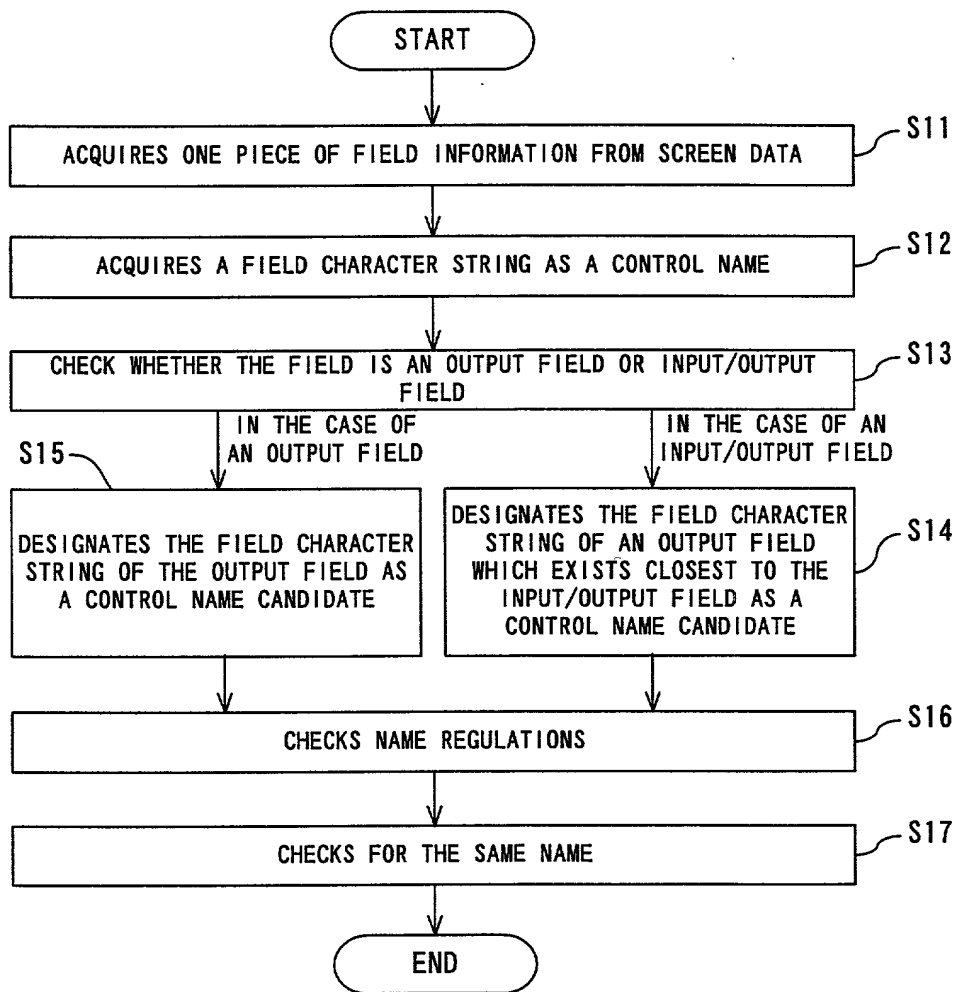 START
S11
ACQUIRES ONE PIECE OF FIELD INFORMATION FROM SCREEN DATA
S12
ACQUIRES A FIELD CHARACTER STRING AS A CONTROL NAME
S13
CHECK WHETHER THE FIELD IS AN OUTPUT FIELD OR INPUT/OUTPUT
FIELD
IN THE CASE OF
AN OUTPUT FIELD
IN THE CASE OF AN
INPUT/OUTPUT FIELD
S15
DESIGNATES THE FIELD CHARACTER
STRING OF THE OUTPUT FIELD AS
A CONTROL NAME CANDIDATE
S14
DESIGNATES THE FIELD CHARACTER
STRING OF AN OUTPUT FIELD
WHICH EXISTS CLOSEST TO THE
INPUT/OUTPUT FIELD AS A
CONTROL NAME CANDIDATE
S16
CHECKS NAME REGULATIONS
S17
CHECKS FOR THE SAME NAME
END